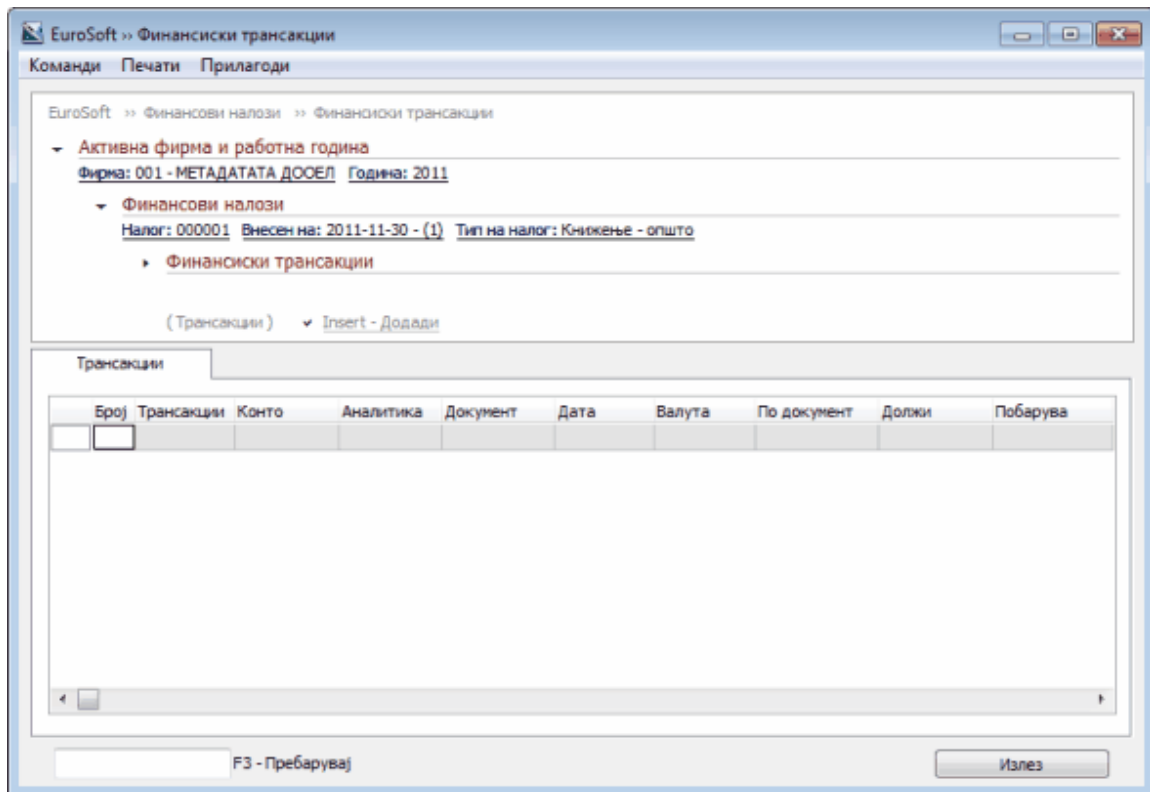 EuroSoft » Финансиски трансакции
Команди Печати Прилагоди
EuroSoft » Финансови налози » Финансиски трансакции
Активна фирма и работна година
Фирма: 001 - МЕТАДАТАТА ДООЕЛ Година: 2011
Финансови налози
Налог: 000001 Внесен на: 2011-11-30 - (1) Тип на налог: Книжење - општо
Финансиски трансакции
(Трансакции) Insert - Додади
Трансакции
Број Трансакции Конто Аналитика Документ Дата Валута По документ Должи Побарува
F3 - Пребарувај Излез